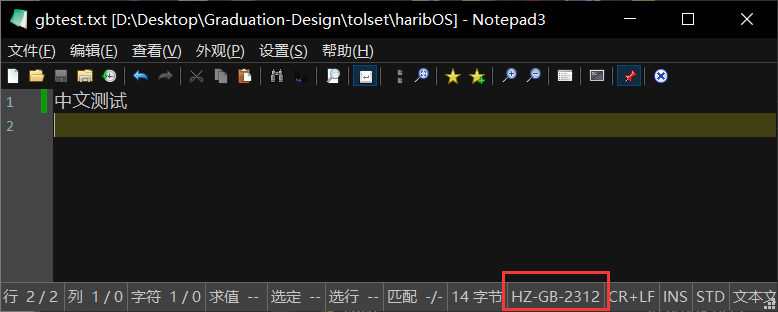 gbtest.txt [D:\Desktop\Graduation-Design\tolset\haribOS] - Notepad3
文件(F) 编辑(E) 查看(V) 外观(P) 设置(S) 帮助(H)
1 中文测试
2
行 2 / 2 列 1 / 0 字符 1 / 0 求值 -- 选定 -- 选行 -- 匹配 -/- 14 字节 HZ-GB-2312 CR+LF INS STD 文本文